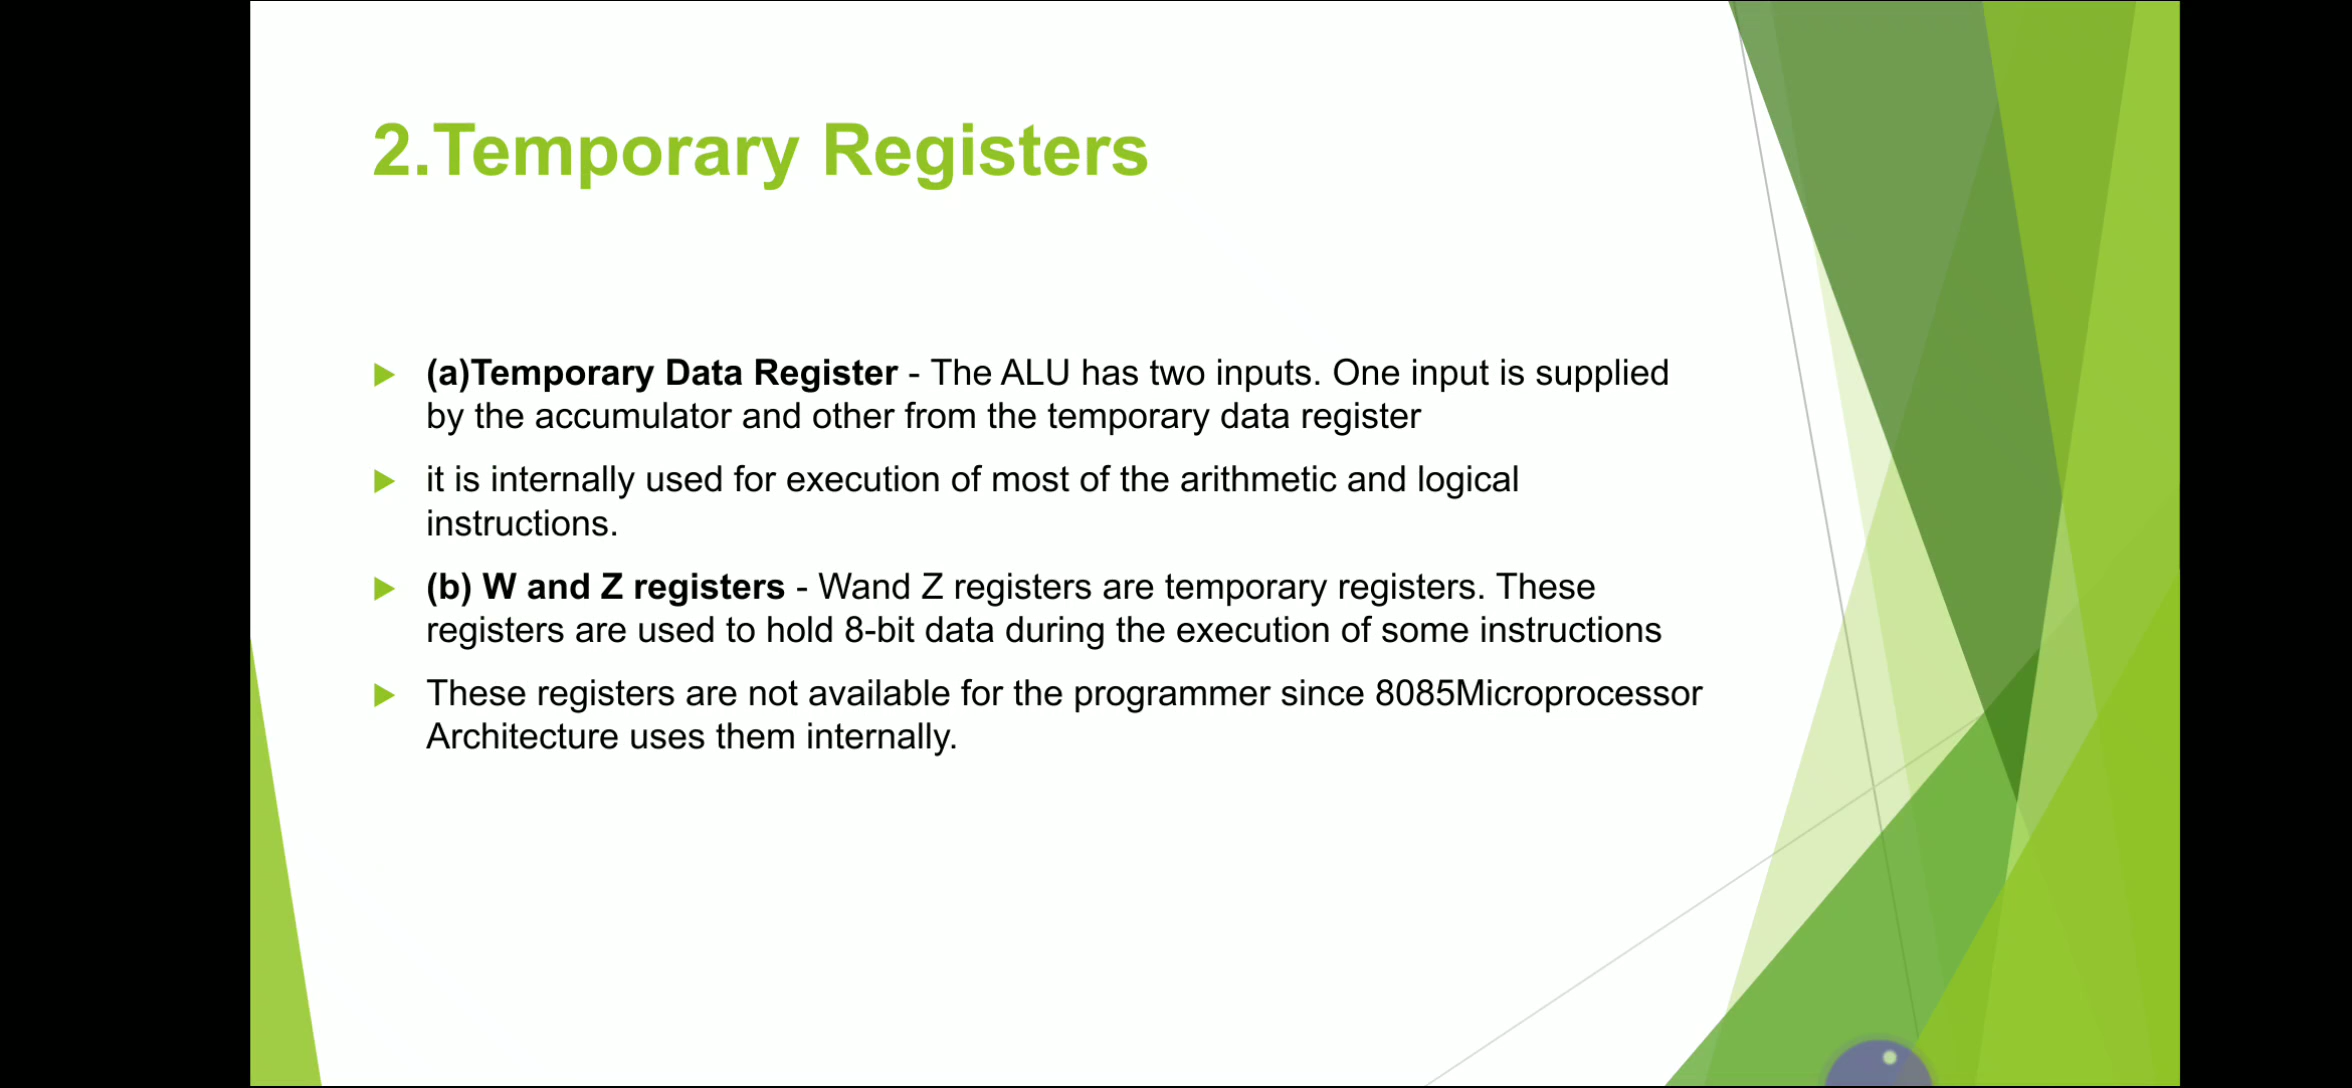 2.Temporary Registers
(a)Temporary Data Register - The ALU has two inputs. One input is supplied
by the accumulator and other from the temporary data register
it is internally used for execution of most of the arithmetic and logical
instructions.
(b) W and Z registers - Wand Z registers are temporary registers. These
registers are used to hold 8-bit data during the execution of some instructions
These registers are not available for the programmer since 8085Microprocessor
Architecture uses them internally.